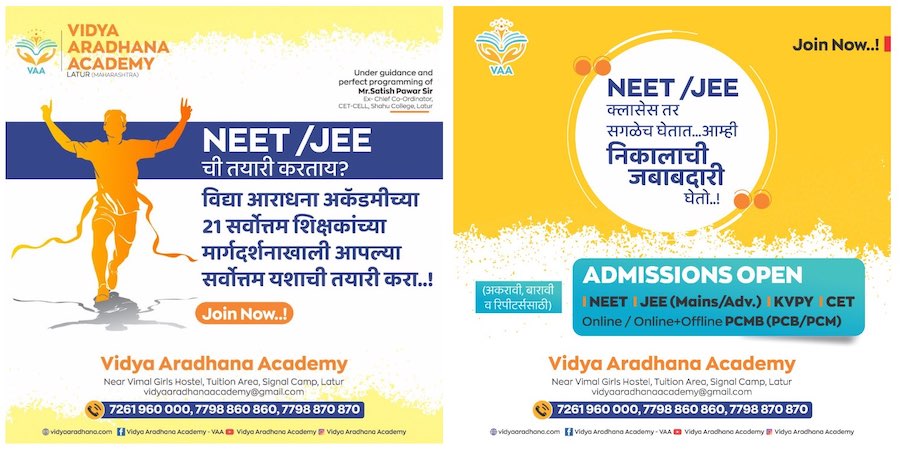 VIDYA
ARADHANA
ACADEMY
LATUR (MAHARASHTRA)
VAA
Under guidance and
perfect programming of
Mr.Satish Pawar Sir
Ex- Chief Co-Ordinator,
CET-CELL, Shahu College, Latur
NEET /JEE
ची तयारी करताय?
विद्या आराधना अकॅडमीच्या
21 सर्वोत्तम शिक्षकांच्या
मार्गदर्शनाखाली आपल्या
सर्वोत्तम यशाची तयारी करा..!
Join Now..!
Vidya Aradhana Academy
Near Vimal Girls Hostel, Tuition Area, Signal Camp, Latur
vidyaaradhanaacademy@gmail.com
7261 960 000, 7798 860 860, 7798 870 870
vidyaaradhana.com Vidya Aradhana Academy - VAA Vidya Aradhana Academy Vidya Aradhana Academy
VAA
Join Now..!
NEET /JEE
क्लासेस तर
सगळेच घेतात...आम्ही
निकालाची
जबाबदारी
घेतो..!
(अकरावी, बारावी
व रिपीटर्ससाठी)
ADMISSIONS OPEN
NEET JEE (Mains/Adv.) KVPY CET
Online / Online+Offline PCMB (PCB/PCM)
Vidya Aradhana Academy
Near Vimal Girls Hostel, Tuition Area, Signal Camp, Latur
vidyaaradhanaacademy@gmail.com
7261 960 000, 7798 860 860, 7798 870 870
vidyaaradhana.com Vidya Aradhana Academy - VAA Vidya Aradhana Academy Vidya Aradhana Academy